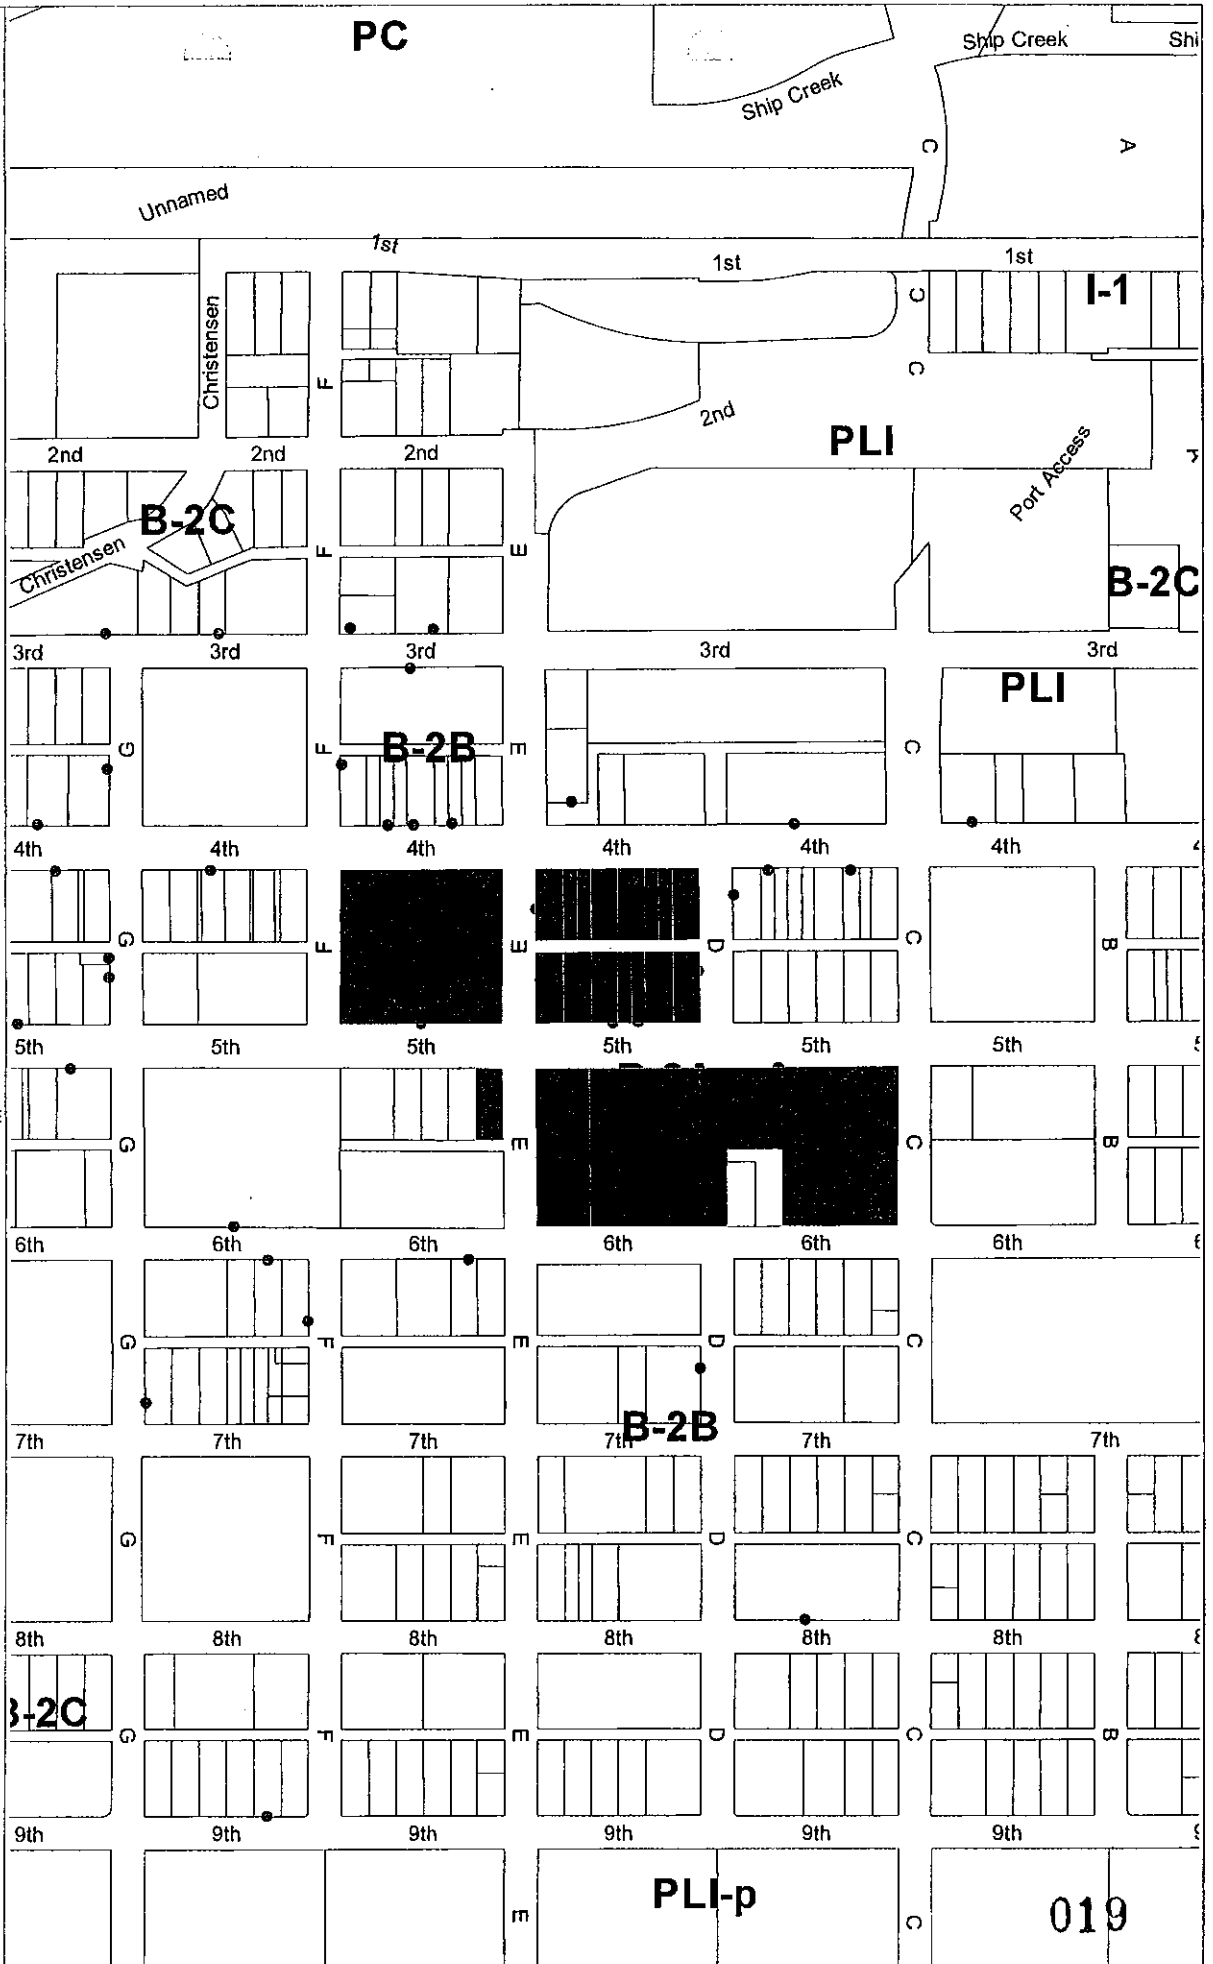 PC
Ship Creek
Shi
Ship Creek
C
A
Unnamed
1st
1st
1st
C
I-1
Christensen
F
C
2nd
PLI
2nd
2nd
2nd
Port Access
B-2C
Christensen
F
E
B-2C
3rd
3rd
3rd
3rd
3rd
PLI
G
F
B-2B
E
C
4th
4th
4th
4th
4th
4th
G
F
E
D
C
B
5th
5th
5th
5th
5th
5th
G
E
C
B
6th
6th
6th
6th
6th
6th
G
F
E
D
C
B-2B
7th
7th
7th
7th
7th
7th
G
F
E
D
C
8th
8th
8th
8th
8th
8th
B-2C
G
F
E
D
C
B
9th
9th
9th
9th
9th
9th
PLI-p
E
C
019